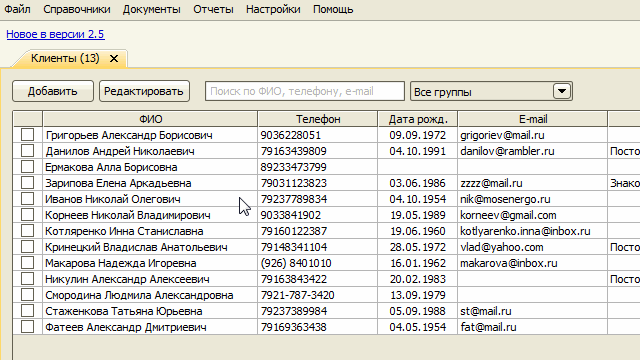 Файл Справочники Документы Отчеты Настройки Помощь
Новое в версии 2.5
Клиенты (13) X
Добавить Редактировать Поиск по ФИО, телефону, e-mail Все группы
ФИО Телефон Дата рожд. E-mail
Григорьев Александр Борисович 9036228051 09.09.1972 grigoriev@mail.ru
Данилов Андрей Николаевич 79163439809 04.10.1991 danilov@rambler.ru Посто
Ермакова Алла Борисовна 89233473799
Зарипова Елена Аркадьевна 79031123823 03.06.1986 zzzz@mail.ru Знако
Иванов Николай Олегович 79237789834 04.10.1954 nik@mosenergo.ru
Корнеев Николай Владимирович 9033841902 19.05.1989 korneev@gmail.com
Котляренко Инна Станиславна 79160122387 19.06.1960 kotlyarenko.inna@inbox.ru
Кринецкий Владислав Анатольевич 79148341104 28.05.1972 vlad@yahoo.com Посто
Макарова Надежда Игоревна (926) 8401010 16.01.1962 makarova@inbox.ru
Никулин Александр Алексеевич 79163843422 20.02.1983 Посто
Смородина Людмила Александровна 7921-787-3420 13.09.1979
Стаженкова Татьяна Юрьевна 79237389984 05.09.1988 st@mail.ru
Фатеев Александр Дмитриевич 79169363438 04.05.1954 fat@mail.ru